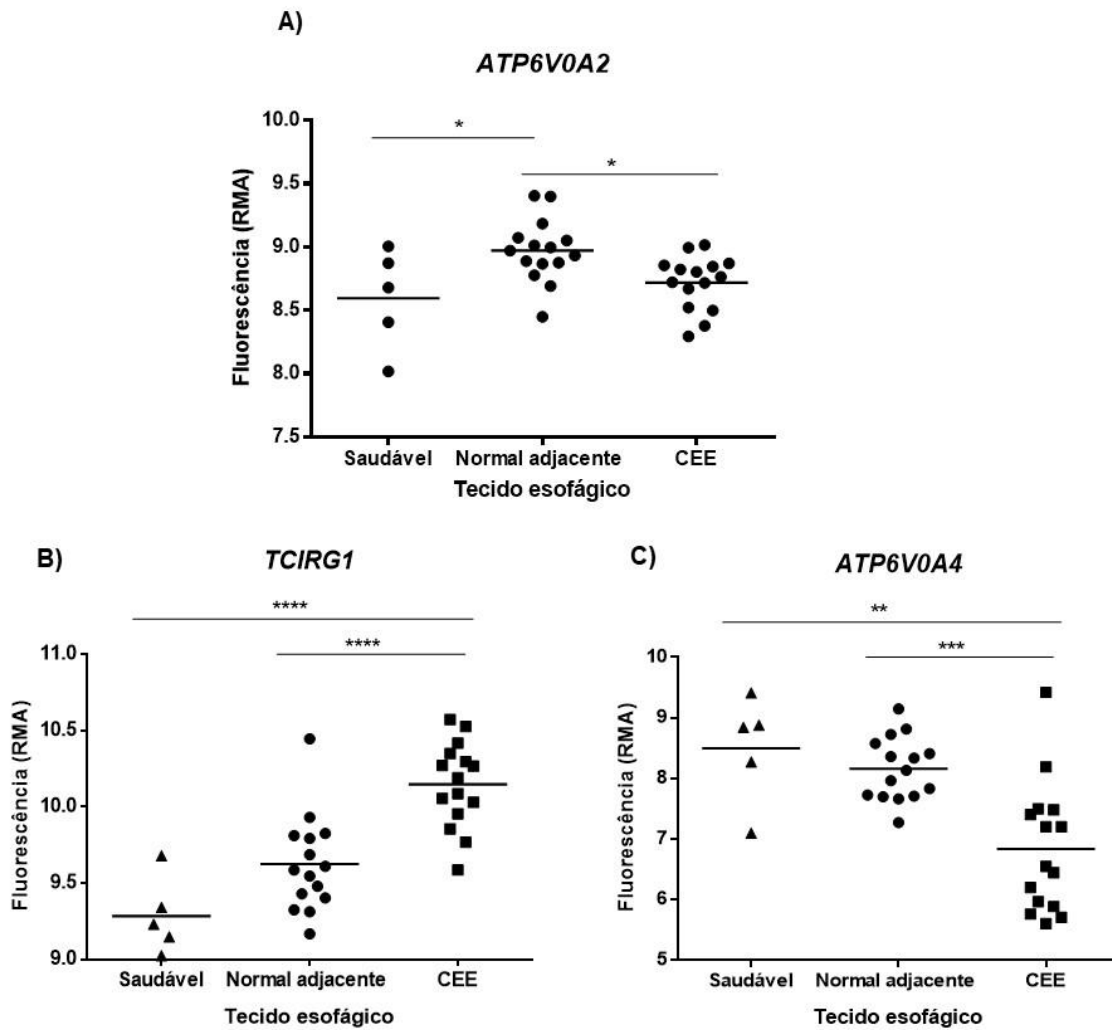 A)
ATP6V0A2
*
*
Fluorescência (RMA)
10.0
9.5
9.0
8.5
8.0
7.5
Saudável Normal adjacente CEE
Tecido esofágico
B)
TCIRG1
****
****
Fluorescência (RMA)
11.0
10.5
10.0
9.5
9.0
Saudável Normal adjacente CEE
Tecido esofágico
C)
ATP6V0A4
**
***
Fluorescência (RMA)
10
9
8
7
6
5
Saudável Normal adjacente CEE
Tecido esofágico